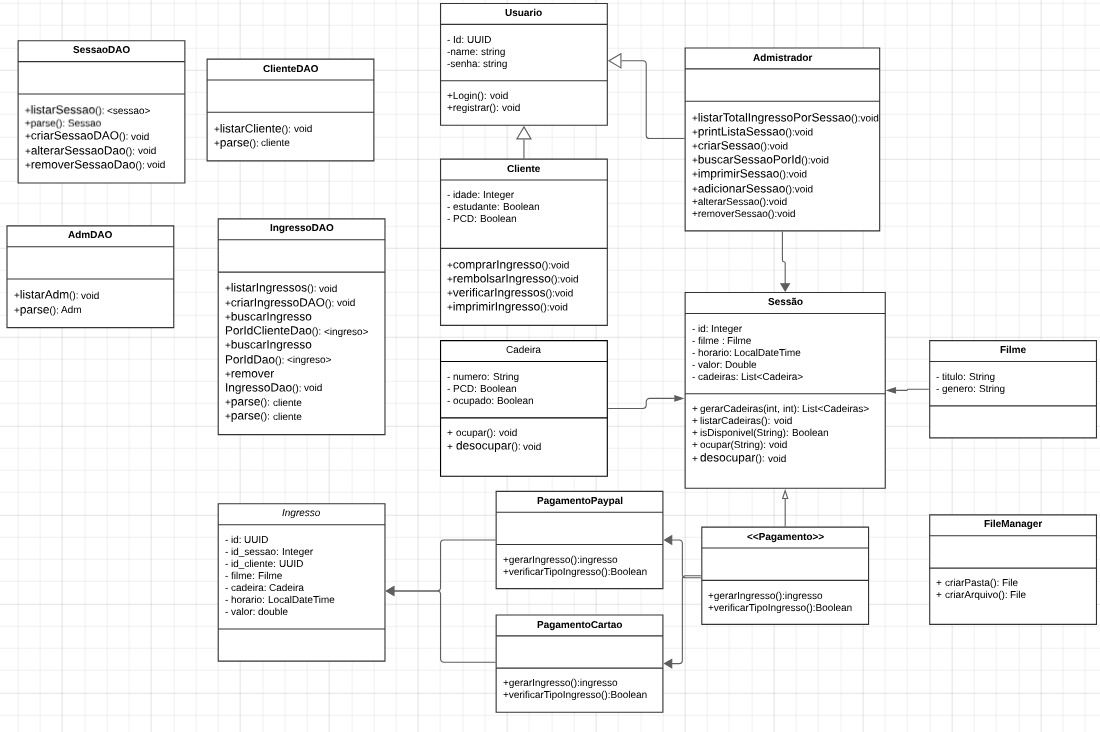 SessaoDAO
+listarSessao(): <sessao>
+parse(): Sessao
+criarSessaoDAO(): void
+alterarSessaoDao(): void
+removerSessaoDao(): void
ClienteDAO
+listarCliente(): void
+parse(): cliente
Usuario
- Id: UUID
-name: string
-senha: string
+Login(): void
+registrar(): void
Admistrador
+listarTotalIngressoPorSessao():void
+printListaSessao():void
+criarSessao():void
+buscarSessaoPorId():void
+imprimirSessao():void
+adicionarSessao():void
+alterarSessao():void
+removerSessao():void
AdmDAO
+listarAdm(): void
+parse(): Adm
IngressoDAO
+listarIngressos(): void
+criarIngressoDAO(): void
+buscarIngresso
PorIdClienteDao(): <ingreso>
+buscarIngresso
PorIdDao(): <ingreso>
+remover
IngressoDao(): void
+parse(): cliente
+parse(): cliente
Cliente
- idade: Integer
- estudante: Boolean
- PCD: Boolean
+comprarIngresso():void
+rembolsarIngresso():void
+verificarIngressos():void
+imprimirIngresso():void
Cadeira
- numero: String
- PCD: Boolean
- ocupado: Boolean
+ ocupar(): void
+ desocupar(): void
Sessão
- id: Integer
- filme : Filme
- horario: LocalDateTime
- valor: Double
- cadeiras: List<Cadeira>
+ gerarCadeiras(int, int): List<Cadeiras>
+ listarCadeiras(): void
+ isDisponivel(String): Boolean
+ ocupar(String): void
+ desocupar(): void
Filme
- titulo: String
- genero: String
Ingresso
- id: UUID
- id_sessao: Integer
- id_cliente: UUID
- filme: Filme
- cadeira: Cadeira
- horario: LocalDateTime
- valor: double
PagamentoPaypal
+gerarIngresso():ingresso
+verificarTipoIngresso():Boolean
PagamentoCartao
+gerarIngresso():ingresso
+verificarTipoIngresso():Boolean
<<Pagamento>>
+gerarIngresso():ingresso
+verificarTipoIngresso():Boolean
FileManager
+ criarPasta(): File
+ criarArquivo(): File